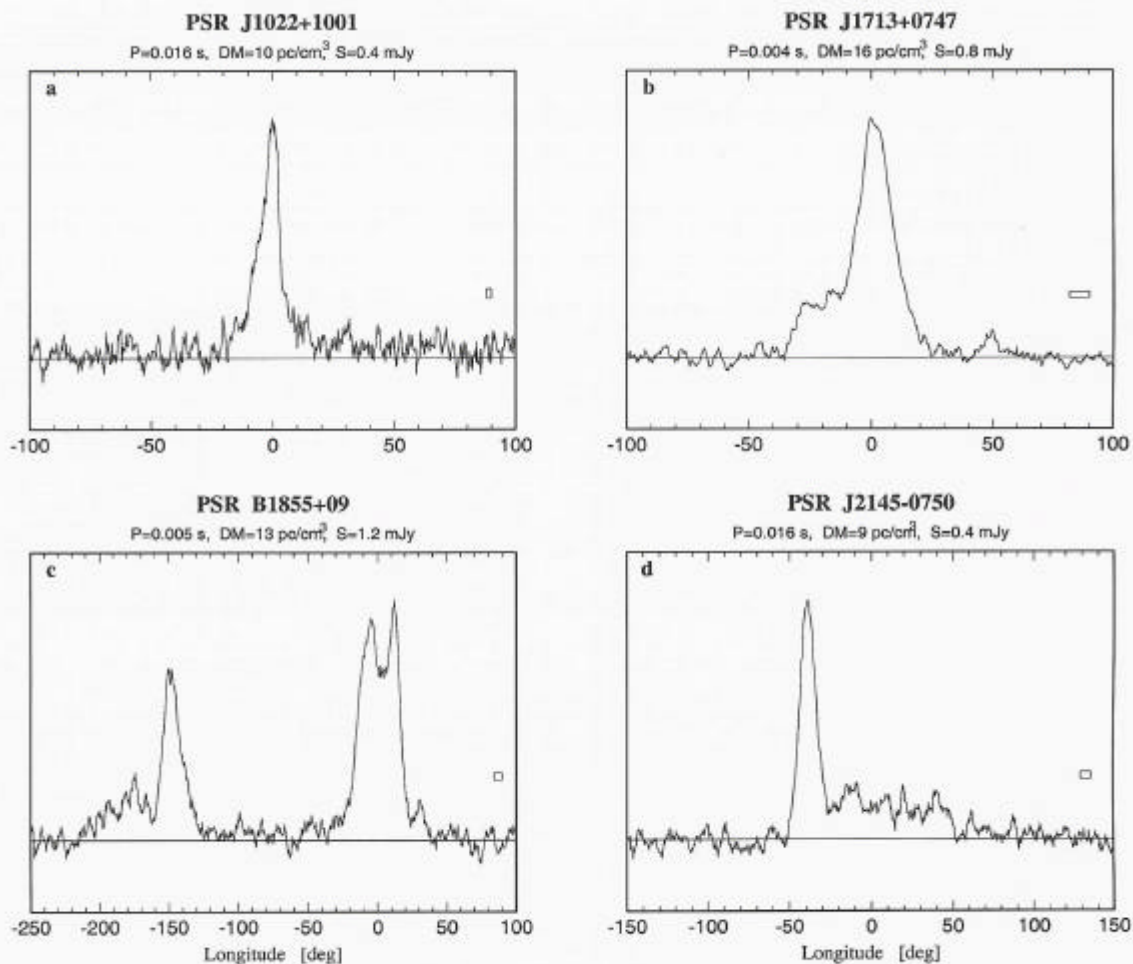 PSR J1022+1001
P=0.016 s, DM=10 pc/cm³, S=0.4 mJy
a
-100 -50 0 50 100
PSR J1713+0747
P=0.004 s, DM=16 pc/cm³, S=0.8 mJy
b
-100 -50 0 50 100
PSR B1855+09
P=0.005 s, DM=13 pc/cm³, S=1.2 mJy
c
-250 -200 -150 -100 -50 0 50 100
Longitude [deg]
PSR J2145-0750
P=0.016 s, DM=9 pc/cm³, S=0.4 mJy
d
-150 -100 -50 0 50 100 150
Longitude [deg]